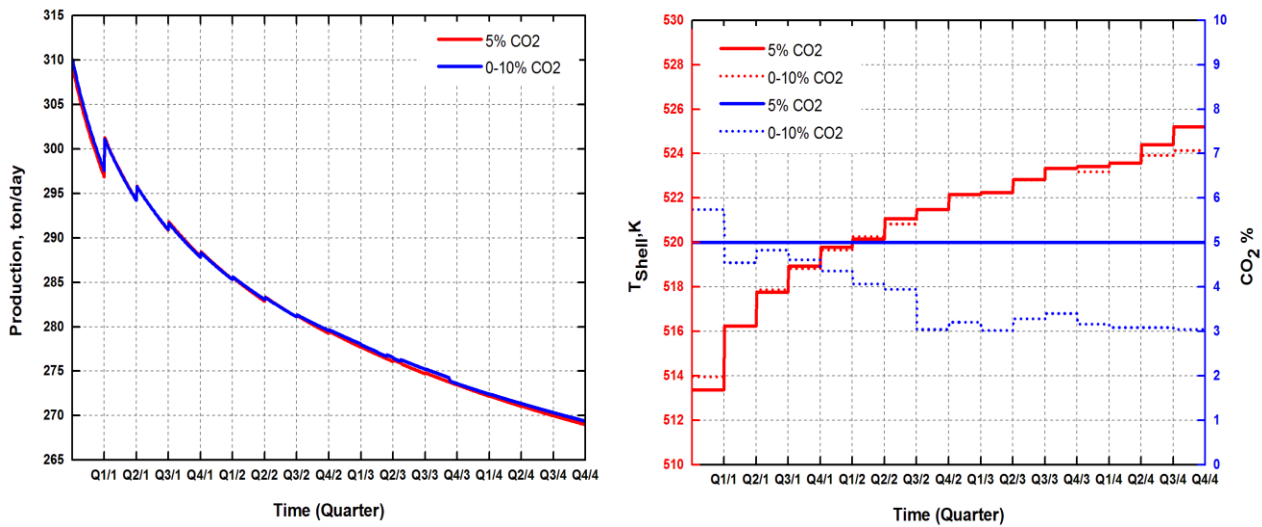 315
310
305
300
295
290
285
280
275
270
265
Production, ton/day
5% CO2
0-10% CO2
Q1/1 Q2/1 Q3/1 Q4/1 Q1/2 Q2/2 Q3/2 Q4/2 Q1/3 Q2/3 Q3/3 Q4/3 Q1/4 Q2/4 Q3/4 Q4/4
Time (Quarter)
530
528
526
524
522
520
518
516
514
512
510
TShell,K
5% CO2
0-10% CO2
5% CO2
0-10% CO2
10
9
8
7
6
5
4
3
2
1
0
CO2 %
Q1/1 Q2/1 Q3/1 Q4/1 Q1/2 Q2/2 Q3/2 Q4/2 Q1/3 Q2/3 Q3/3 Q4/3 Q1/4 Q2/4 Q3/4 Q4/4
Time (Quarter)